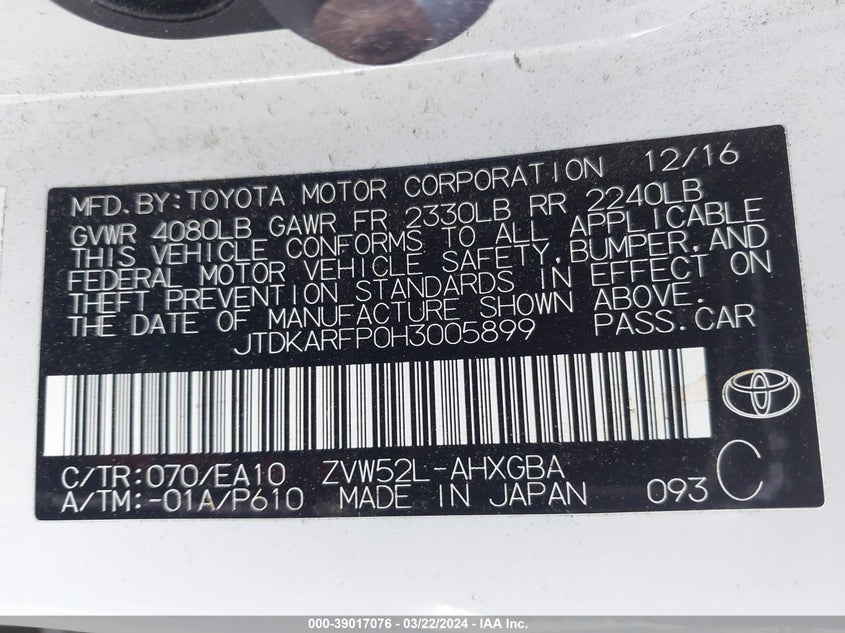 MFD.BY:TOYOTA MOTOR CORPORATION 12/16
GVWR 4080LB GAWR FR 2330LB RR 2240LB
THIS VEHICLE CONFORMS TO ALL APPLICABLE
FEDERAL MOTOR VEHICLE SAFETY,BUMPER,AND
THEFT PREVENTION STANDARDS IN EFFECT ON
THE DATE OF MANUFACTURE SHOWN ABOVE.
JTDKARFP0H3005899 PASS.CAR
C/TR:070/EA10 ZVW52L-AHXGBA
A/TM:-01A/P610 MADE IN JAPAN 093 C
000-39017076 | 03/22/2024 | IAA Inc.